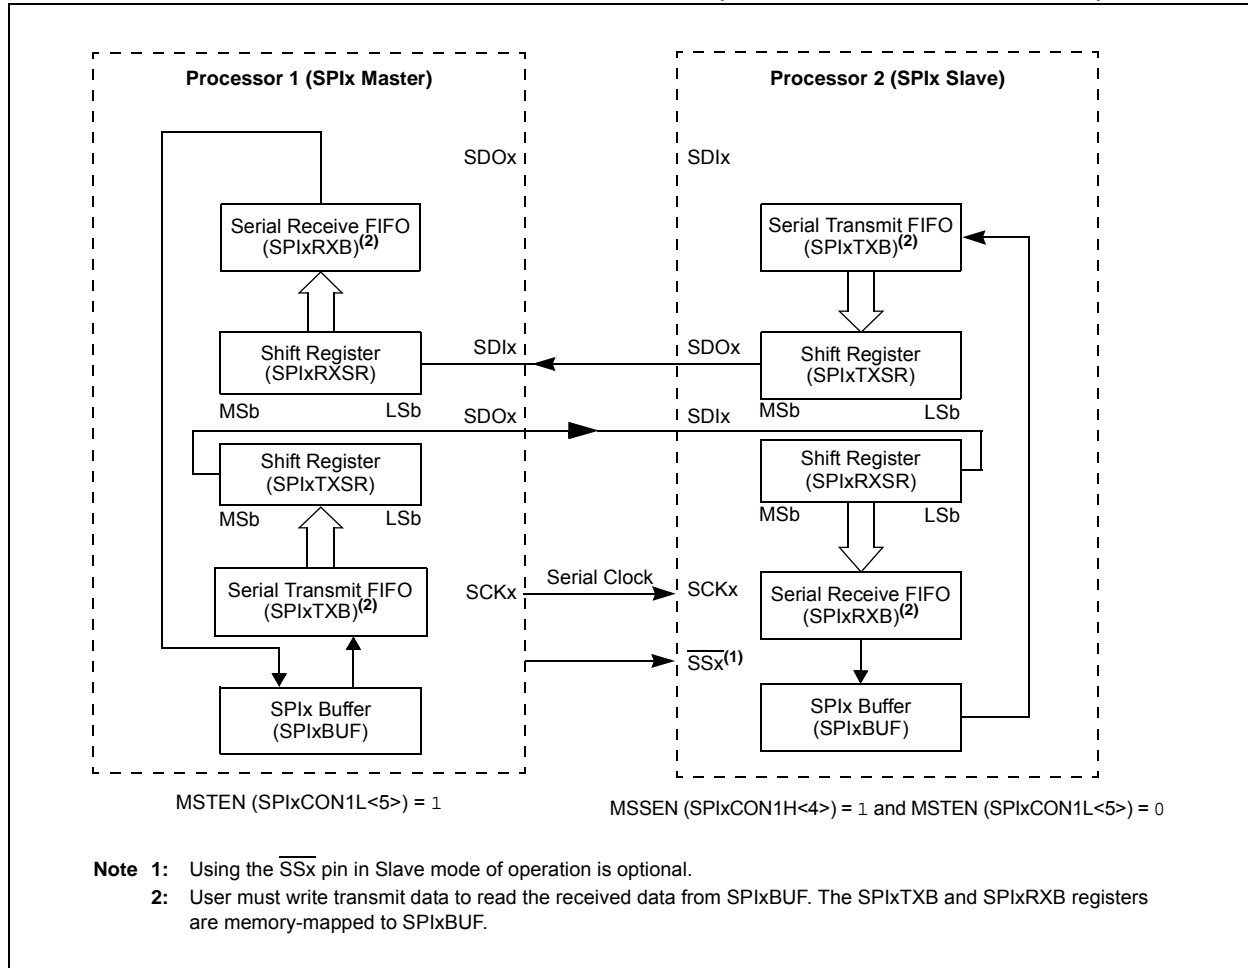 Processor 1 (SPIx Master)
SDOx
Serial Receive FIFO
(SPIxRXB)(2)
Shift Register
(SPIxRXSR)
SDIx
MSb
LSb
SDOx
Shift Register
(SPIxTXSR)
MSb
LSb
Serial Transmit FIFO
(SPIxTXB)(2)
SCKx
Serial Clock
SPIx Buffer
(SPIxBUF)
MSTEN (SPIxCON1L<5>) = 1
Processor 2 (SPIx Slave)
SDIx
Serial Transmit FIFO
(SPIxTXB)(2)
SDOx
Shift Register
(SPIxTXSR)
MSb
LSb
SDIx
Shift Register
(SPIxRXSR)
MSb
LSb
SCKx
Serial Receive FIFO
(SPIxRXB)(2)
SSx(1)
SPIx Buffer
(SPIxBUF)
MSSEN (SPIxCON1H<4>) = 1 and MSTEN (SPIxCON1L<5>) = 0
Note 1: Using the SSx pin in Slave mode of operation is optional.
2: User must write transmit data to read the received data from SPIxBUF. The SPIxTXB and SPIxRXB registers
are memory-mapped to SPIxBUF.